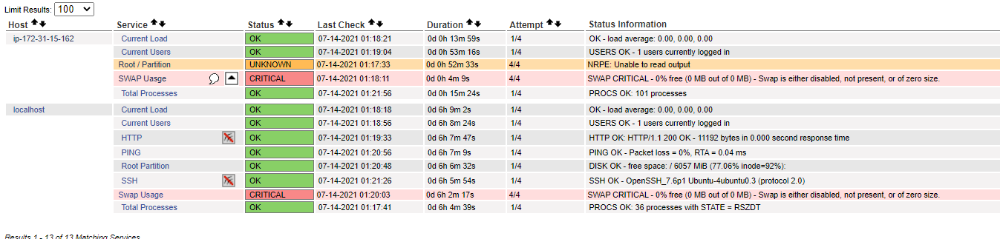 Limit Results: 100
Host Service Status Last Check Duration Attempt Status Information
ip-172-31-15-162 Current Load OK 07-14-2021 01:18:21 0d 0h 13m 59s 1/4 OK - load average: 0.00, 0.00, 0.00
Current Users OK 07-14-2021 01:19:04 0d 0h 53m 16s 1/4 USERS OK - 1 users currently logged in
Root / Partition UNKNOWN 07-14-2021 01:17:33 0d 0h 52m 33s 4/4 NRPE: Unable to read output
SWAP Uasge CRITICAL 07-14-2021 01:18:11 0d 0h 4m 9s 4/4 SWAP CRITICAL - 0% free (0 MB out of 0 MB) - Swap is either disabled, not present, or of zero size.
Total Processes OK 07-14-2021 01:21:56 0d 0h 15m 24s 1/4 PROCS OK: 101 processes
localhost Current Load OK 07-14-2021 01:18:18 0d 6h 9m 2s 1/4 OK - load average: 0.00, 0.00, 0.00
Current Users OK 07-14-2021 01:18:56 0d 6h 8m 24s 1/4 USERS OK - 1 users currently logged in
HTTP OK 07-14-2021 01:19:33 0d 6h 7m 47s 1/4 HTTP OK: HTTP/1.1 200 OK - 11192 bytes in 0.000 second response time
PING OK 07-14-2021 01:20:56 0d 6h 7m 9s 1/4 PING OK - Packet loss = 0%, RTA = 0.04 ms
Root Partition OK 07-14-2021 01:20:48 0d 6h 6m 32s 1/4 DISK OK - free space: / 6057 MiB (77.06% inode=92%):
SSH OK 07-14-2021 01:21:26 0d 6h 5m 54s 1/4 SSH OK - OpenSSH_7.6p1 Ubuntu-4ubuntu0.3 (protocol 2.0)
Swap Usage CRITICAL 07-14-2021 01:20:03 0d 6h 2m 17s 4/4 SWAP CRITICAL - 0% free (0 MB out of 0 MB) - Swap is either disabled, not present, or of zero size.
Total Processes OK 07-14-2021 01:17:41 0d 6h 4m 39s 1/4 PROCS OK: 36 processes with STATE = RSZDT
Results 1 - 13 of 13 Matching Services